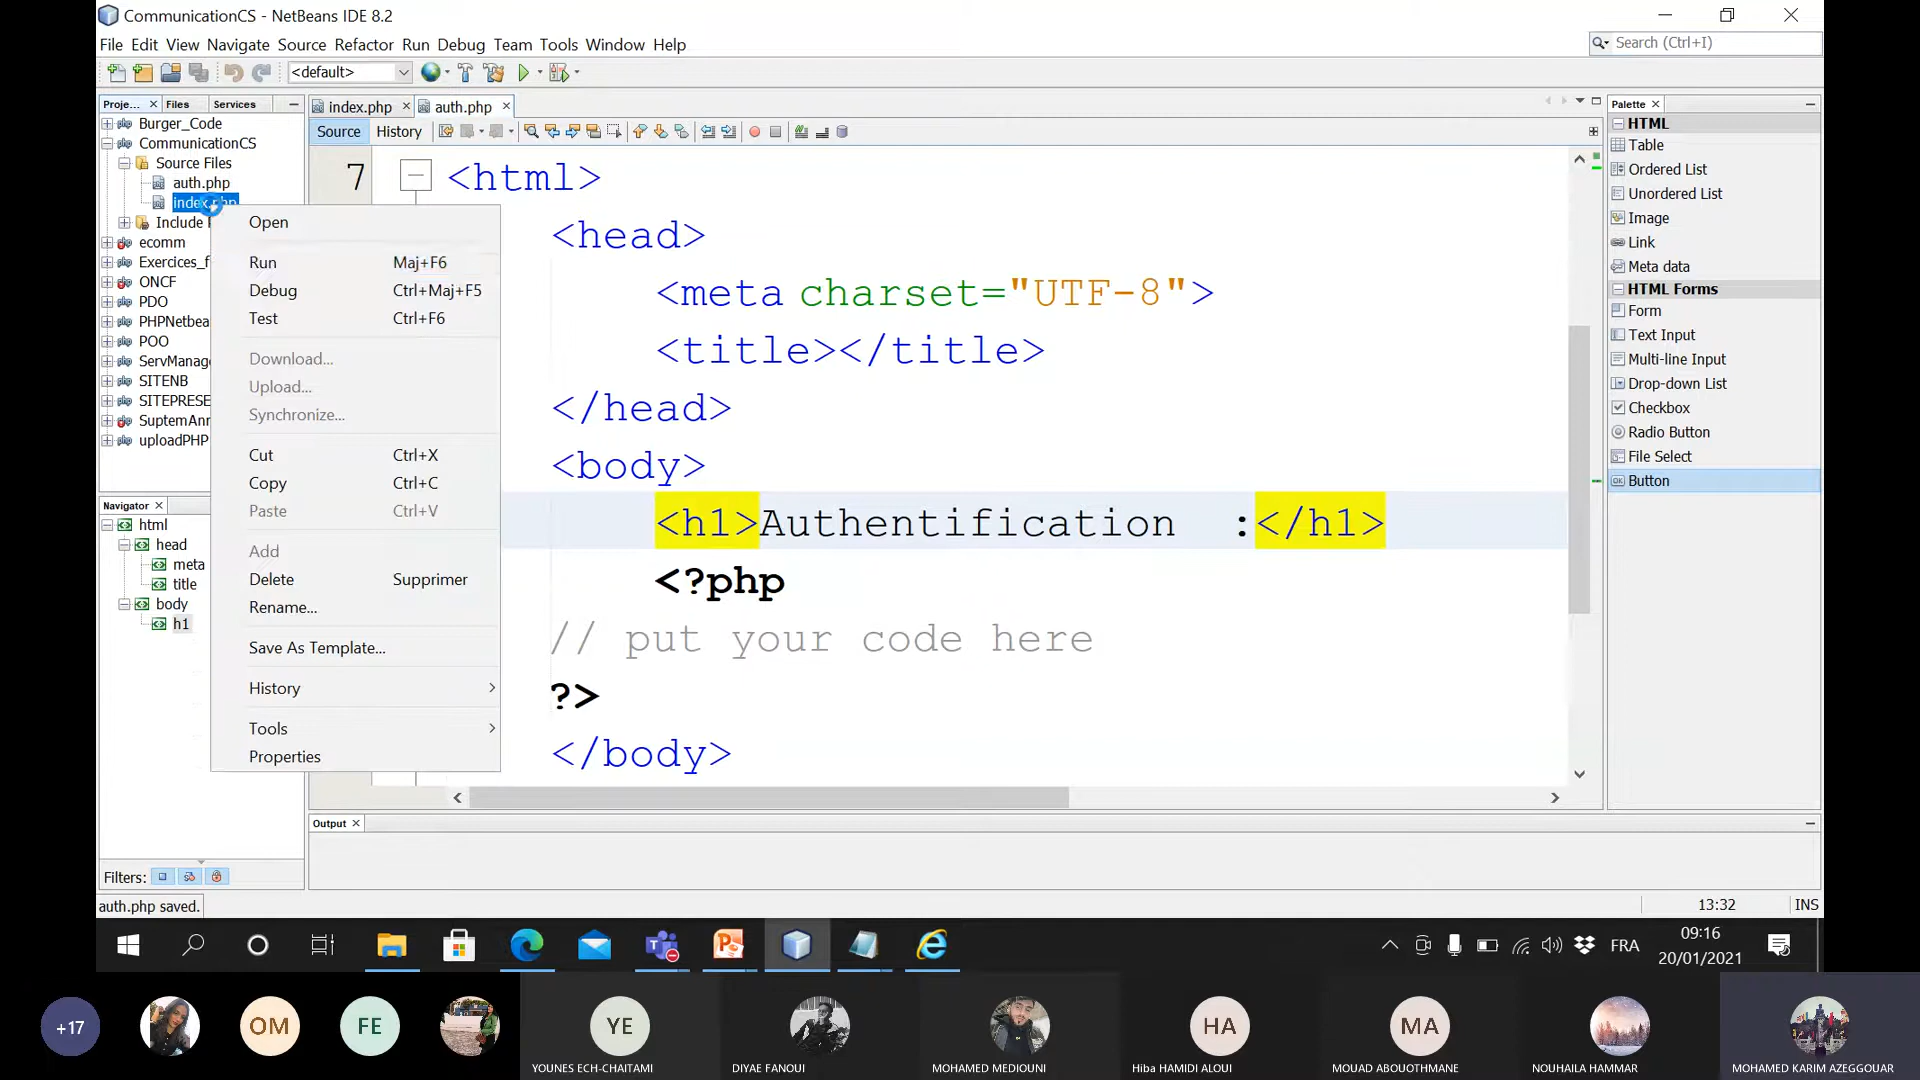 CommunicationCS - NetBeans IDE 8.2
File Edit View Navigate Source Refactor Run Debug Team Tools Window Help
Search (Ctrl+I)
<default>
Proje... Files Services
index.php auth.php
Palette
Source History
Burger_Code
CommunicationCS
Source Files
auth.php
index.php
Include
ecomm
Exercices_f
ONCF
PDO
PHPNetbea
POO
ServManag
SITENB
SITEPRESE
SuptemAnr
uploadPHP
Open
Run Maj+F6
Debug Ctrl+Maj+F5
Test Ctrl+F6
Download...
Upload...
Synchronize...
Cut Ctrl+X
Copy Ctrl+C
Paste Ctrl+V
Add
Delete Supprimer
Rename...
Save As Template...
History
Tools
Properties
7 <html>
<head>
<meta charset="UTF-8">
<title></title>
</head>
<body>
<h1>Authentification :</h1>
<?php
// put your code here
?>
</body>
HTML
Table
Ordered List
Unordered List
Image
Link
Meta data
HTML Forms
Form
Text Input
Multi-line Input
Drop-down List
Checkbox
Radio Button
File Select
Button
Navigator
html
head
meta
title
body
h1
Filters:
Output
auth.php saved.
13:32 INS
FRA
09:16
20/01/2021
+17
OM
FE
YE
HA
MA
YOUNES ECH-CHAITAMI
DIYAE FANOUI
MOHAMED MEDIOUNI
Hiba HAMIDI ALOUI
MOUAD ABOUOTHMANE
NOUHAILA HAMMAR
MOHAMED KARIM AZEGGOUAR